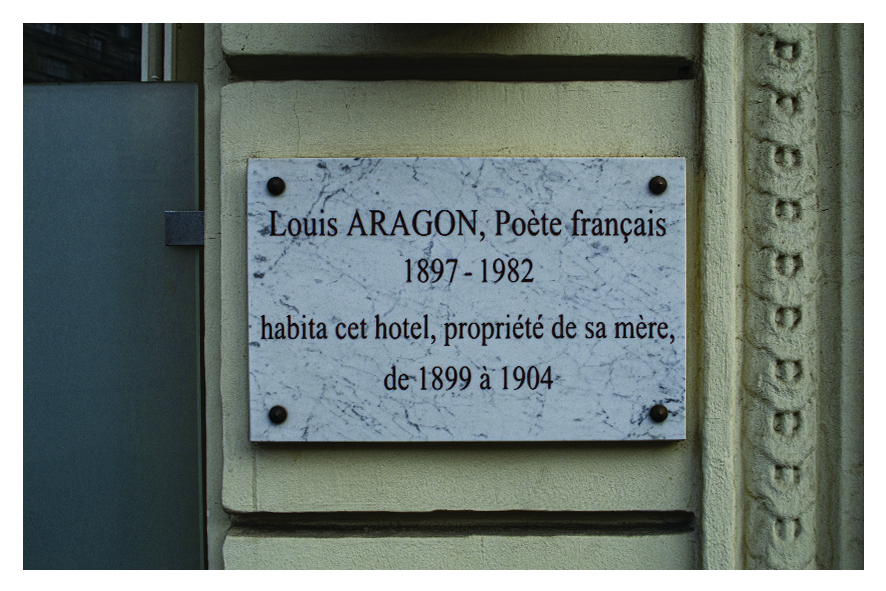 Louis ARAGON, Poète français
1897 - 1982
habita cet hotel, propriété de sa mère,
de 1899 à 1904